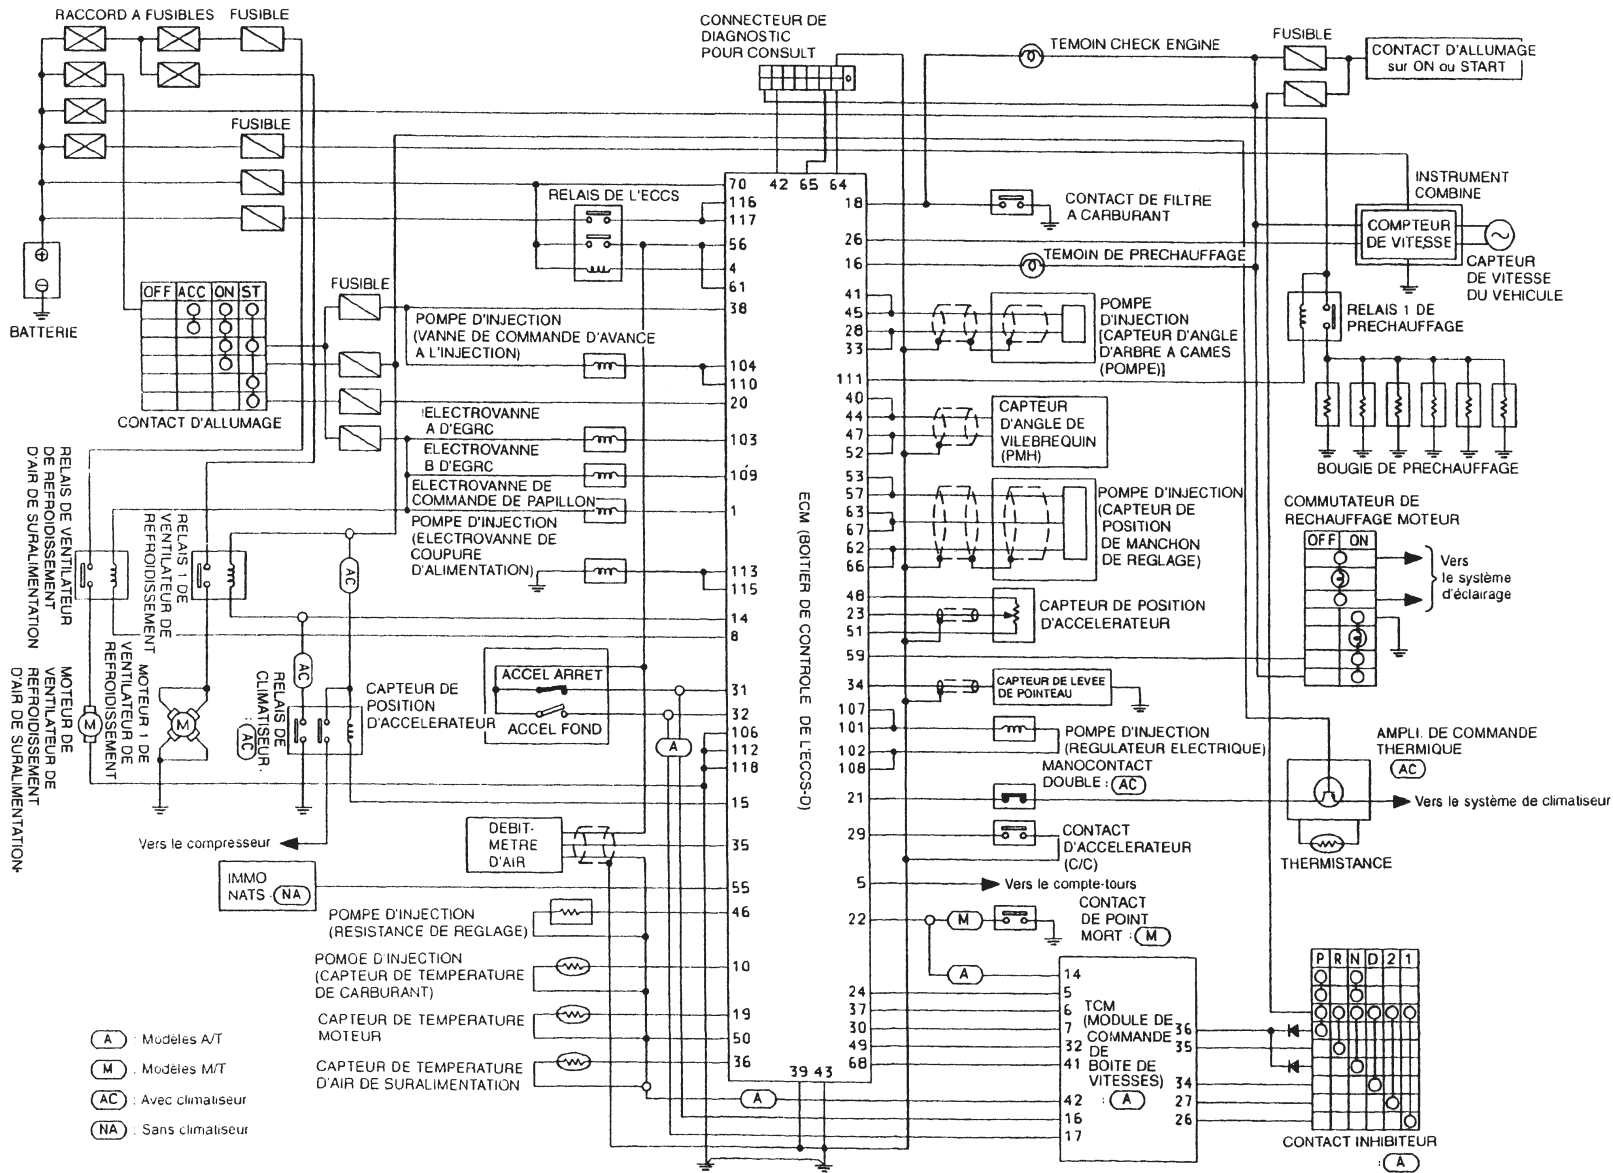 RACCORD A FUSIBLES
FUSIBLE
CONNECTEUR DE
DIAGNOSTIC
POUR CONSULT
TEMOIN CHECK ENGINE
FUSIBLE
CONTACT D'ALLUMAGE
sur ON ou START
FUSIBLE
BATTERIE
RELAIS DE L'ECCS
42 65 64
70
116
117
56
4
61
38
104
110
20
103
109
1
113
115
14
8
31
32
106
112
118
15
35
55
46
10
19
50
36
39 43
18
26
16
41
45
28
33
111
40
44
47
52
53
57
63
67
62
66
48
23
51
59
34
107
101
102
108
21
29
5
22
24
37
30
49
68
ECM (BOITIER DE CONTROLE DE L'ECCS-D)
CONTACT DE FILTRE
A CARBURANT
INSTRUMENT
COMBINE
COMPTEUR
DE VITESSE
CAPTEUR
DE VITESSE
DU VEHICULE
TEMOIN DE PRECHAUFFAGE
RELAIS 1 DE
PRECHAUFFAGE
BOUGIE DE PRECHAUFFAGE
OFF ACC ON ST
CONTACT D'ALLUMAGE
FUSIBLE
POMPE D'INJECTION
(VANNE DE COMMANDE D'AVANCE
A L'INJECTION)
ELECTROVANNE
A D'EGRC
ELECTROVANNE
B D'EGRC
ELECTROVANNE DE
COMMANDE DE PAPILLON
POMPE D'INJECTION
(ELECTROVANNE DE
COUPURE
D'ALIMENTATION)
POMPE
D'INJECTION
[CAPTEUR D'ANGLE
D'ARBRE A CAMES
(POMPE)]
CAPTEUR
D'ANGLE DE
VILEBREQUIN
(PMH)
POMPE D'INJECTION
(CAPTEUR DE
POSITION
DE MANCHON
DE REGLAGE)
COMMUTATEUR DE
RECHAUFFAGE MOTEUR
OFF ON
Vers
le système
d'éclairage
RELAIS DE VENTILATEUR
DE REFROIDISSEMENT
D'AIR DE SURALIMENTATION
RELAIS 1 DE
VENTILATEUR DE
REFROIDISSEMENT
AC
AC
MOTEUR DE
VENTILATEUR DE
REFROIDISSEMENT
D'AIR DE SURALIMENTATION
MOTEUR 1 DE
VENTILATEUR DE
REFROIDISSEMENT
M
M
RELAIS DE
CLIMATISEUR.
: AC
CAPTEUR DE
POSITION
D'ACCELERATEUR
ACCEL ARRET
ACCEL FOND
A
CAPTEUR DE POSITION
D'ACCELERATEUR
CAPTEUR DE LEVÉE
DE POINTEAU
POMPE D'INJECTION
(REGULATEUR ELECTRIQUE)
MANOCONTACT
DOUBLE : AC
AMPLI. DE COMMANDE
THERMIQUE
AC
Vers le système de climatiseur
THERMISTANCE
CONTACT
D'ACCELERATEUR
(C/C)
Vers le compte-tours
M
CONTACT
DE POINT
MORT : M
A
Vers le compresseur
DEBIT-
METRE
D'AIR
IMMO
NATS · NA
POMPE D'INJECTION
(RESISTANCE DE REGLAGE)
POMOE D'INJECTION
(CAPTEUR DE TEMPERATURE
DE CARBURANT)
CAPTEUR DE TEMPERATURE
MOTEUR
CAPTEUR DE TEMPERATURE
D'AIR DE SURALIMENTATION
A
14
5
6
7
32
41
42
16
17
TCM
(MODULE DE
COMMANDE
DE
BOITE DE
VITESSES)
: A
36
35
34
27
26
P R N D 2 1
CONTACT INHIBITEUR
: A
A : Modèles A/T
M : Modèles M/T
AC : Avec climatiseur
NA : Sans climatiseur